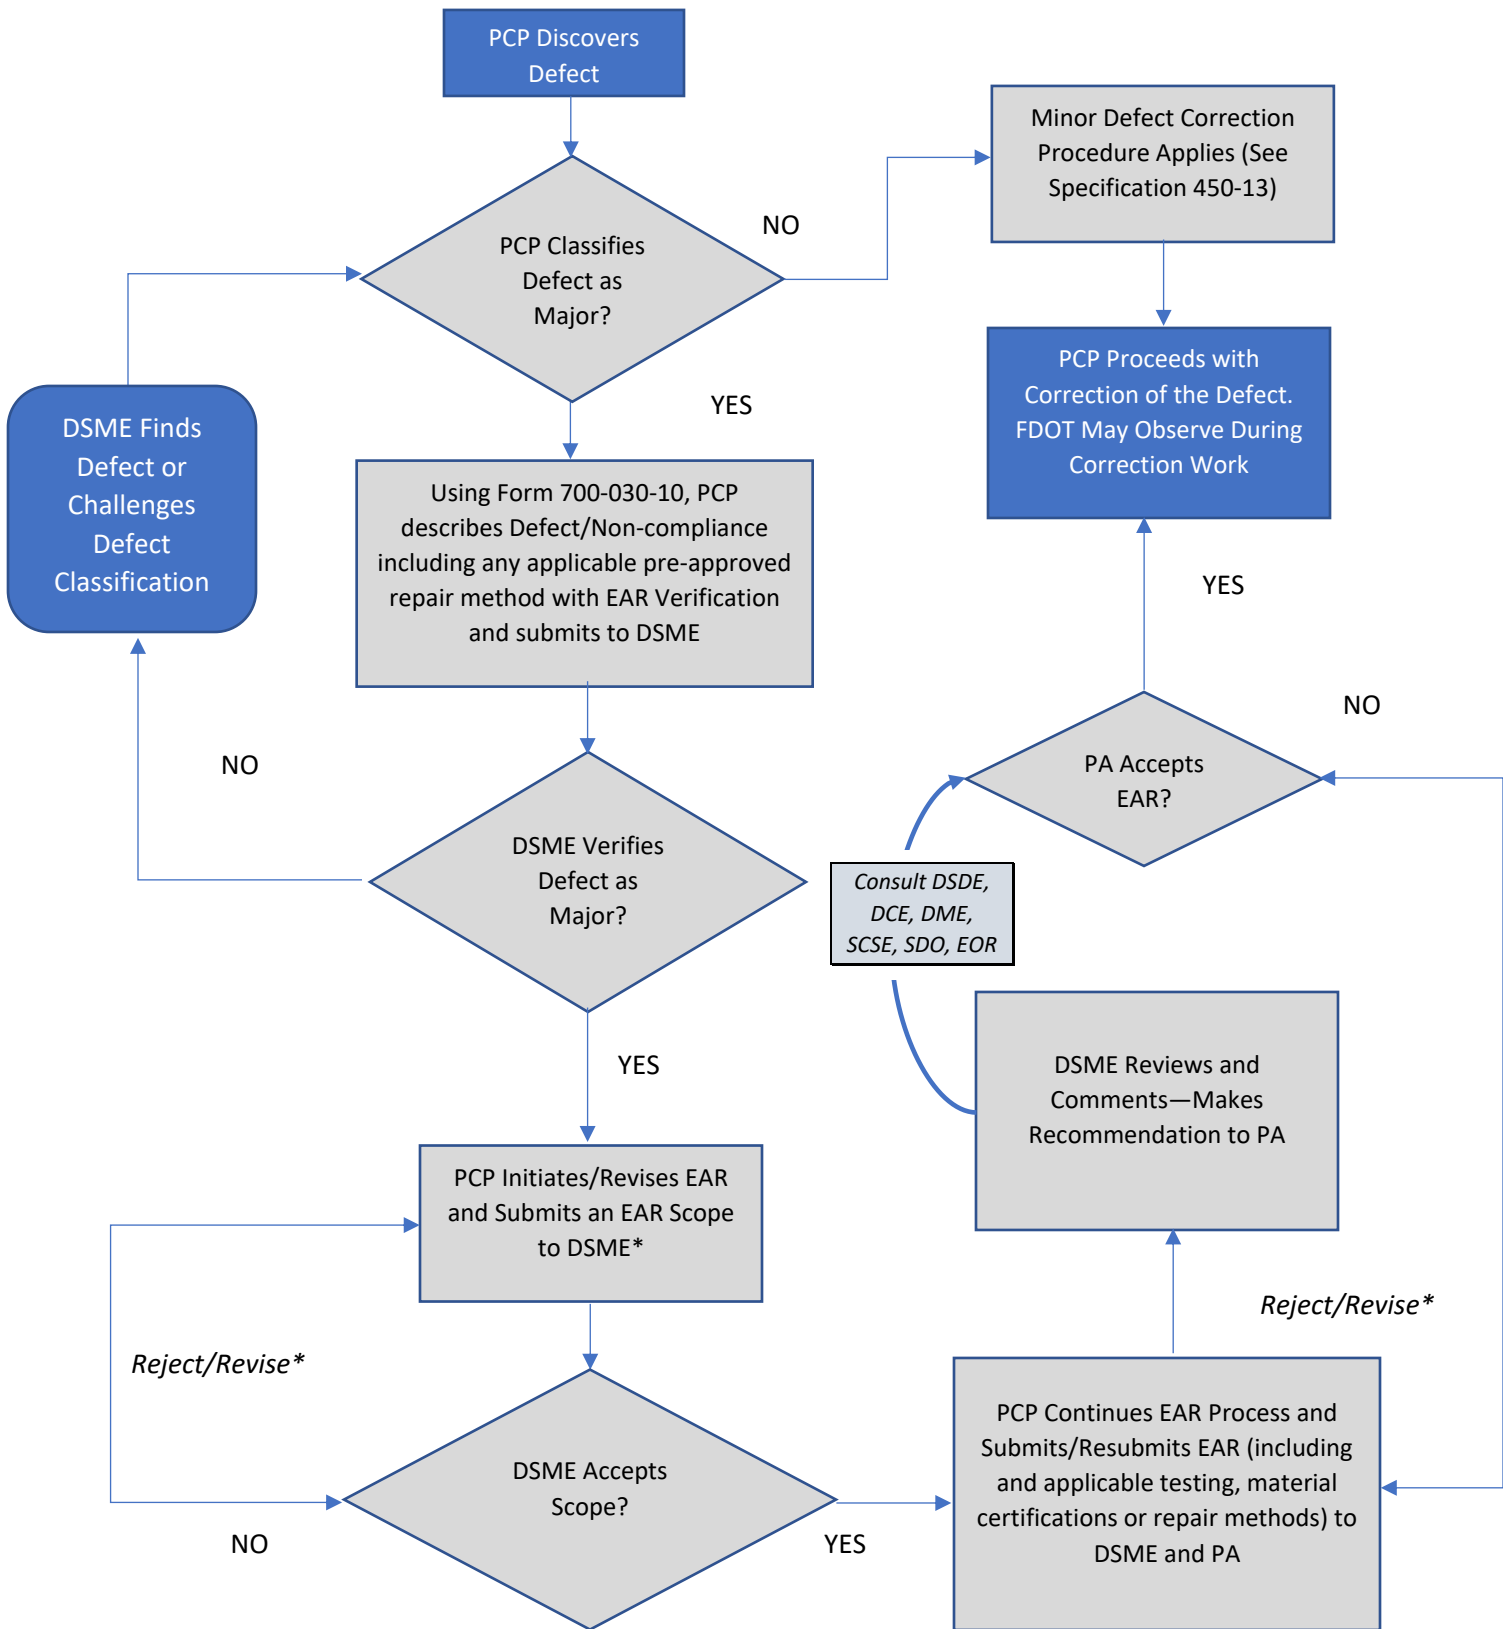 PCP Discovers
Defect
Minor Defect Correction
Procedure Applies (See
Specification 450-13)
NO
PCP Classifies
Defect as
Major?
YES
PCP Proceeds with
Correction of the Defect.
FDOT May Observe During
Correction Work
DSME Finds
Defect or
Challenges
Defect
Classification
Using Form 700-030-10, PCP
describes Defect/Non-compliance
including any applicable pre-approved
repair method with EAR Verification
and submits to DSME
YES
NO
NO
PA Accepts
EAR?
DSME Verifies
Defect as
Major?
Consult DSDE,
DCE, DME,
SCSE, SDO, EOR
YES
DSME Reviews and
Comments—Makes
Recommendation to PA
PCP Initiates/Revises EAR
and Submits an EAR Scope
to DSME*
Reject/Revise*
Reject/Revise*
DSME Accepts
Scope?
NO
YES
PCP Continues EAR Process and
Submits/Resubmits EAR (including
and applicable testing, material
certifications or repair methods) to
DSME and PA